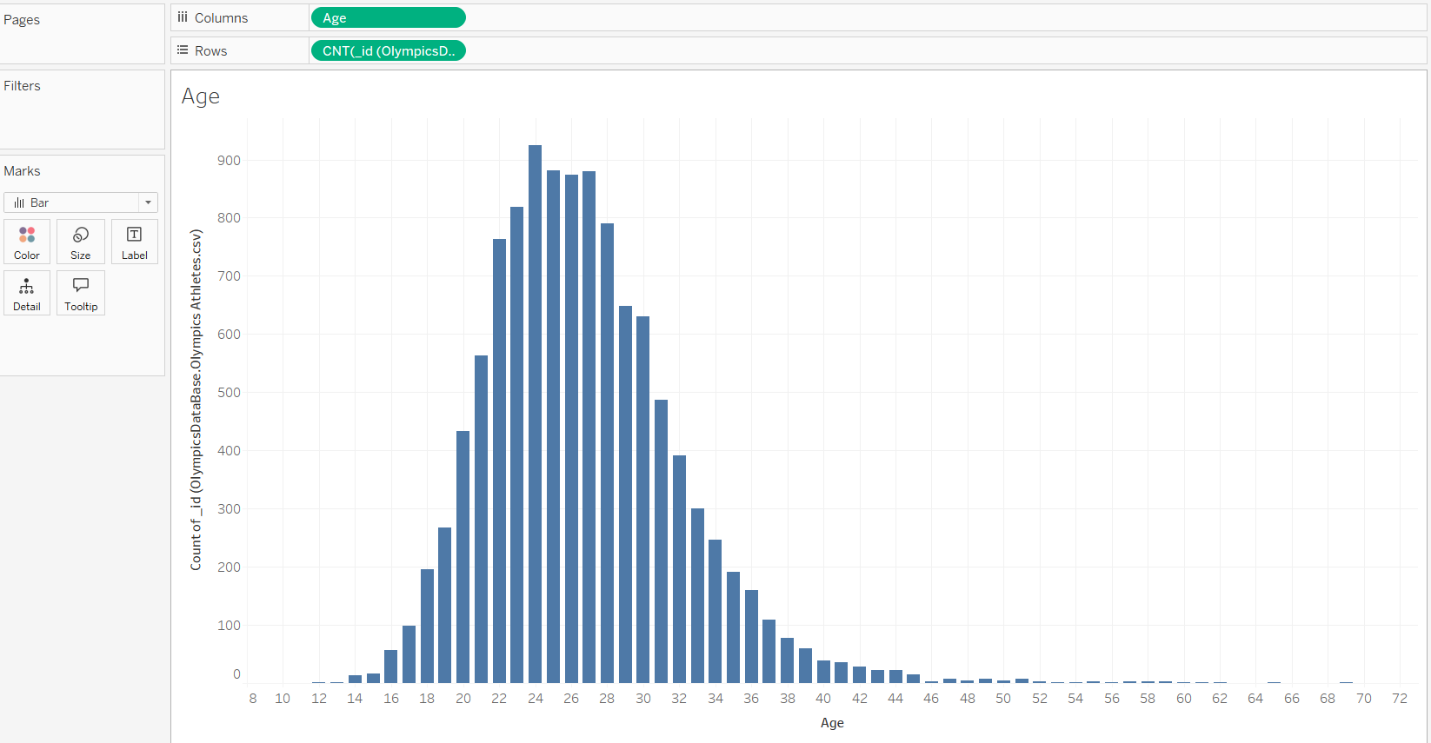 Pages
Columns
Age
Rows
CNT(_id (OlympicsD..
Filters
Marks
Bar
Color Size Label
Detail Tooltip
Age
Count of _id (OlympicsDataBase.Olympics Athletes.csv)
900
800
700
600
500
400
300
200
100
0
8 10 12 14 16 18 20 22 24 26 28 30 32 34 36 38 40 42 44 46 48 50 52 54 56 58 60 62 64 66 68 70 72
Age